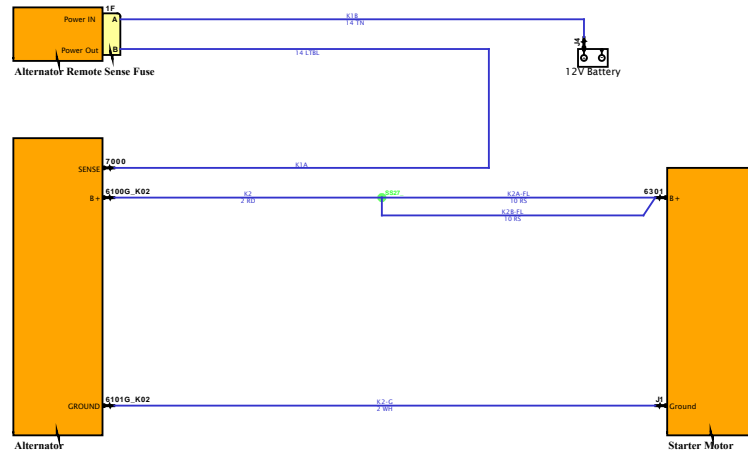 1F
Power IN
A
K1B
14 TN
J4
Power Out
B
14 LTBL
Alternator Remote Sense Fuse
12V Battery
7000
SENSE
K1A
6100G_K02
B+
K2
2 RD
K2A-FL
10 RS
6301
B+
K2B-FL
10 RS
6101G_K02
GROUND
K2-G
2 WH
J1
Ground
Alternator
Starter Motor